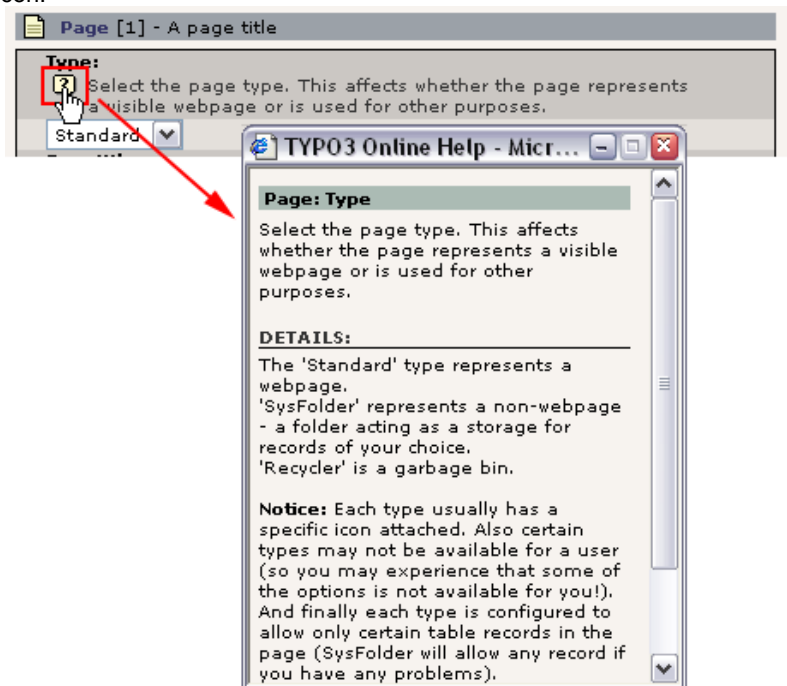 Page [1] - A page title
Type:
Select the page type. This affects whether the page represents
a visible webpage or is used for other purposes.
Standard
TYPO3 Online Help - Micr...
Page: Type
Select the page type. This affects
whether the page represents a visible
webpage or is used for other
purposes.
DETAILS:
The 'Standard' type represents a
webpage.
'SysFolder' represents a non-webpage
- a folder acting as a storage for
records of your choice.
'Recycler' is a garbage bin.
Notice: Each type usually has a
specific icon attached. Also certain
types may not be available for a user
(so you may experience that some of
the options is not available for you!).
And finally each type is configured to
allow only certain table records in the
page (SysFolder will allow any record if
you have any problems).